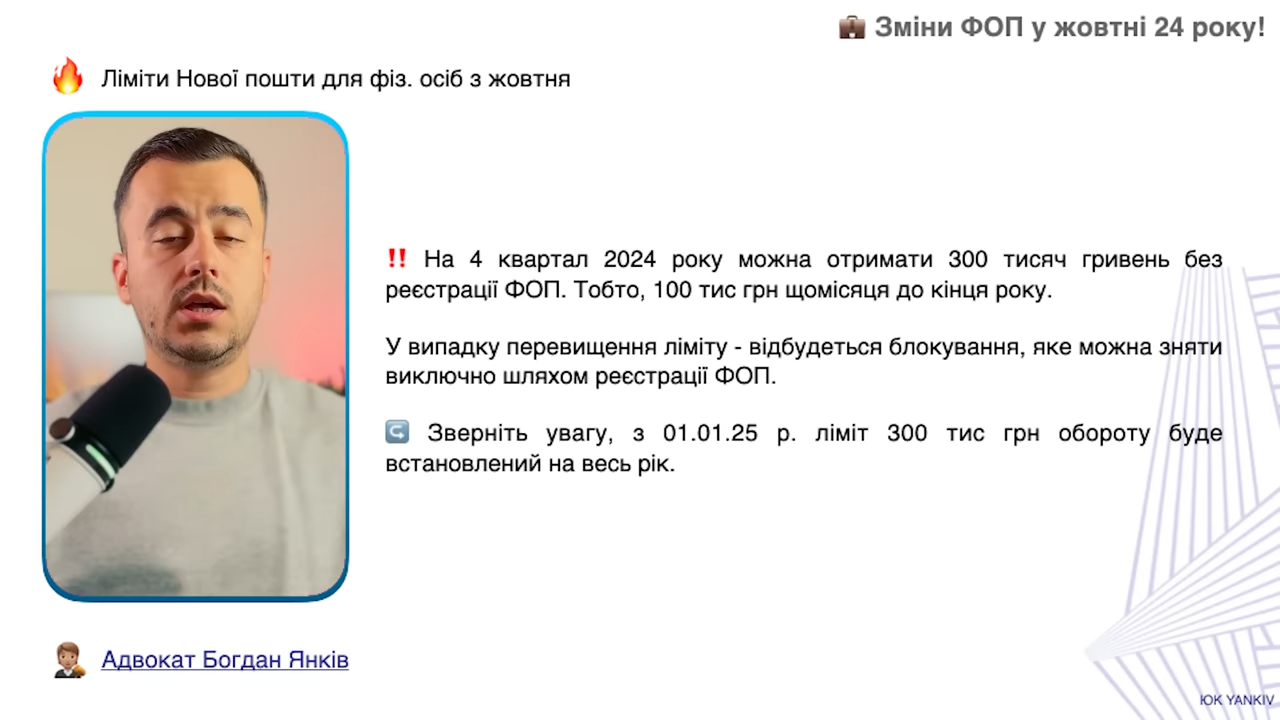 💼 Зміни ФОП у жовтні 24 року!
🔥 Ліміти Нової пошти для фіз. осіб з жовтня
‼️ На 4 квартал 2024 року можна отримати 300 тисяч гривень без
реєстрації ФОП. Тобто, 100 тис грн щомісяця до кінця року.
У випадку перевищення ліміту - відбудеться блокування, яке можна зняти
виключно шляхом реєстрації ФОП.
↪️ Зверніть увагу, з 01.01.25 р. ліміт 300 тис грн обороту буде
встановлений на весь рік.
Адвокат Богдан Янків
ЮК YANKIV